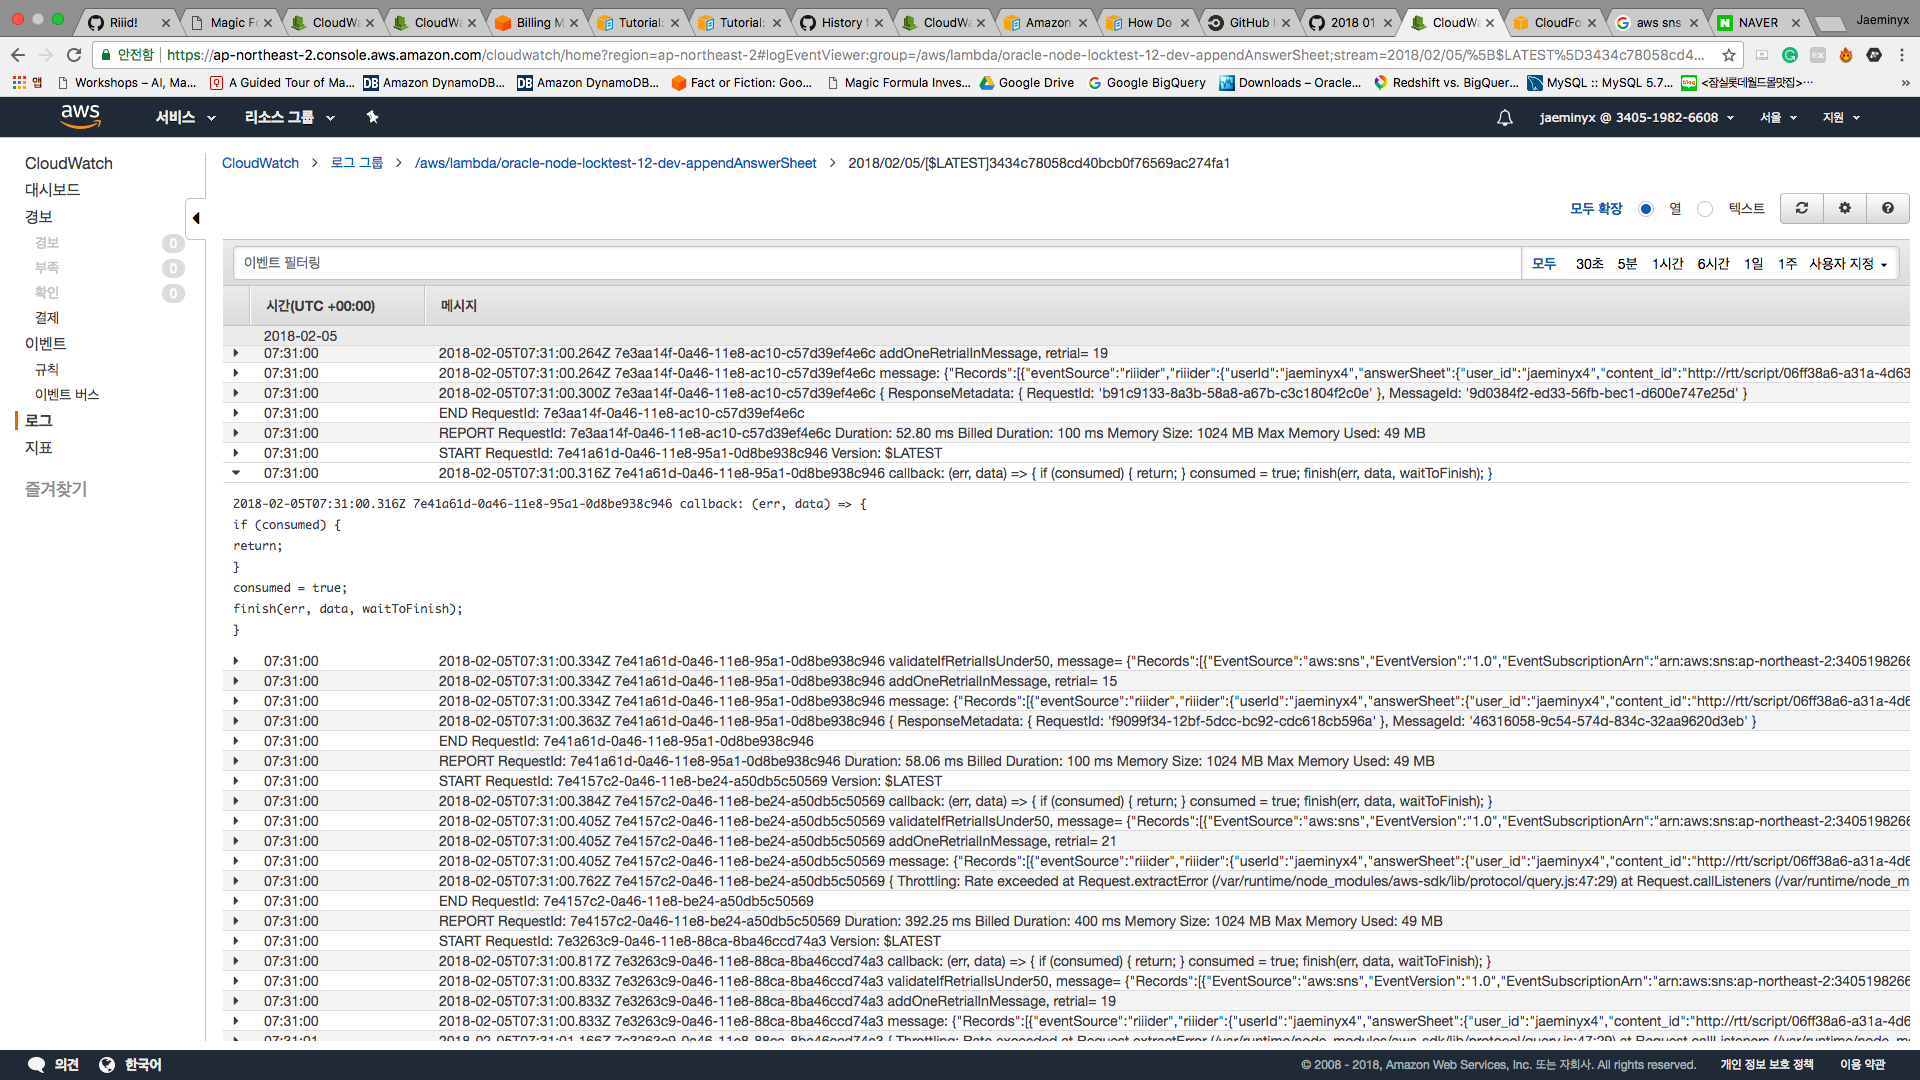 Riiid!
Magic Fo
CloudWa
CloudWa
Billing M
Tutorial:
Tutorial:
History f
CloudWa
Amazon
How Do
GitHub
2018 01
CloudWa
CloudFo
aws sns
NAVER
Jaeminyx
안전함
https://ap-northeast-2.console.aws.amazon.com/cloudwatch/home?region=ap-northeast-2#logEventViewer:group=/aws/lambda/oracle-node-locktest-12-dev-appendAnswerSheet;stream=2018/02/05/%5B$LATEST%5D3434c78058cd4...
앱
Workshops – AI, Ma...
A Guided Tour of Ma...
DB Amazon DynamoDB...
DB Amazon DynamoDB...
Fact or Fiction: Goo...
Magic Formula Inves...
Google Drive
Google BigQuery
Downloads – Oracle...
Redshift vs. BigQuer...
MySQL :: MySQL 5.7...
<잠실롯데월드몰맛집>...
aws
서비스
리소스 그룹
jaeminyx @ 3405-1982-6608
서울
지원
CloudWatch
대시보드
경보
경보 0
부족 0
확인 0
결제
이벤트
규칙
이벤트 버스
로그
지표
즐겨찾기
CloudWatch > 로그 그룹 > /aws/lambda/oracle-node-locktest-12-dev-appendAnswerSheet > 2018/02/05/[$LATEST]3434c78058cd40bcb0f76569ac274fa1
모두 확장 열 텍스트
이벤트 필터링
모두 30초 5분 1시간 6시간 1일 1주 사용자 지정
시간(UTC +00:00) 메시지
2018-02-05
07:31:00 2018-02-05T07:31:00.264Z 7e3aa14f-0a46-11e8-ac10-c57d39ef4e6c addOneRetrialInMessage, retrial= 19
07:31:00 2018-02-05T07:31:00.264Z 7e3aa14f-0a46-11e8-ac10-c57d39ef4e6c message: {"Records":[{"eventSource":"riiider","riiider":{"userId":"jaeminyx4","answerSheet":{"user_id":"jaeminyx4","content_id":"http://rtt/script/06ff38a6-a31a-4d63
07:31:00 2018-02-05T07:31:00.300Z 7e3aa14f-0a46-11e8-ac10-c57d39ef4e6c { ResponseMetadata: { RequestId: 'b91c9133-8a3b-58a8-a67b-c3c1804f2c0e' }, MessageId: '9d0384f2-ed33-56fb-bec1-d600e747e25d' }
07:31:00 END RequestId: 7e3aa14f-0a46-11e8-ac10-c57d39ef4e6c
07:31:00 REPORT RequestId: 7e3aa14f-0a46-11e8-ac10-c57d39ef4e6c Duration: 52.80 ms Billed Duration: 100 ms Memory Size: 1024 MB Max Memory Used: 49 MB
07:31:00 START RequestId: 7e41a61d-0a46-11e8-95a1-0d8be938c946 Version: $LATEST
07:31:00 2018-02-05T07:31:00.316Z 7e41a61d-0a46-11e8-95a1-0d8be938c946 callback: (err, data) => { if (consumed) { return; } consumed = true; finish(err, data, waitToFinish); }
2018-02-05T07:31:00.316Z 7e41a61d-0a46-11e8-95a1-0d8be938c946 callback: (err, data) => {
if (consumed) {
return;
}
consumed = true;
finish(err, data, waitToFinish);
}
07:31:00 2018-02-05T07:31:00.334Z 7e41a61d-0a46-11e8-95a1-0d8be938c946 validateIfRetrialIsUnder50, message= {"Records":[{"EventSource":"aws:sns","EventVersion":"1.0","EventSubscriptionArn":"arn:aws:sns:ap-northeast-2:3405198266
07:31:00 2018-02-05T07:31:00.334Z 7e41a61d-0a46-11e8-95a1-0d8be938c946 addOneRetrialInMessage, retrial= 15
07:31:00 2018-02-05T07:31:00.334Z 7e41a61d-0a46-11e8-95a1-0d8be938c946 message: {"Records":[{"eventSource":"riiider","riiider":{"userId":"jaeminyx4","answerSheet":{"user_id":"jaeminyx4","content_id":"http://rtt/script/06ff38a6-a31a-4d6
07:31:00 2018-02-05T07:31:00.363Z 7e41a61d-0a46-11e8-95a1-0d8be938c946 { ResponseMetadata: { RequestId: 'f9099f34-12bf-5dcc-bc92-cdc618cb596a' }, MessageId: '46316058-9c54-574d-834c-32aa9620d3eb' }
07:31:00 END RequestId: 7e41a61d-0a46-11e8-95a1-0d8be938c946
07:31:00 REPORT RequestId: 7e41a61d-0a46-11e8-95a1-0d8be938c946 Duration: 58.06 ms Billed Duration: 100 ms Memory Size: 1024 MB Max Memory Used: 49 MB
07:31:00 START RequestId: 7e4157c2-0a46-11e8-be24-a50db5c50569 Version: $LATEST
07:31:00 2018-02-05T07:31:00.384Z 7e4157c2-0a46-11e8-be24-a50db5c50569 callback: (err, data) => { if (consumed) { return; } consumed = true; finish(err, data, waitToFinish); }
07:31:00 2018-02-05T07:31:00.405Z 7e4157c2-0a46-11e8-be24-a50db5c50569 validateIfRetrialIsUnder50, message= {"Records":[{"EventSource":"aws:sns","EventVersion":"1.0","EventSubscriptionArn":"arn:aws:sns:ap-northeast-2:3405198266
07:31:00 2018-02-05T07:31:00.405Z 7e4157c2-0a46-11e8-be24-a50db5c50569 addOneRetrialInMessage, retrial= 21
07:31:00 2018-02-05T07:31:00.405Z 7e4157c2-0a46-11e8-be24-a50db5c50569 message: {"Records":[{"eventSource":"riiider","riiider":{"userId":"jaeminyx4","answerSheet":{"user_id":"jaeminyx4","content_id":"http://rtt/script/06ff38a6-a31a-4d6
07:31:00 2018-02-05T07:31:00.762Z 7e4157c2-0a46-11e8-be24-a50db5c50569 { Throttling: Rate exceeded at Request.extractError (/var/runtime/node_modules/aws-sdk/lib/protocol/query.js:47:29) at Request.callListeners (/var/runtime/node_m
07:31:00 END RequestId: 7e4157c2-0a46-11e8-be24-a50db5c50569
07:31:00 REPORT RequestId: 7e4157c2-0a46-11e8-be24-a50db5c50569 Duration: 392.25 ms Billed Duration: 400 ms Memory Size: 1024 MB Max Memory Used: 49 MB
07:31:00 START RequestId: 7e3263c9-0a46-11e8-88ca-8ba46ccd74a3 Version: $LATEST
07:31:00 2018-02-05T07:31:00.817Z 7e3263c9-0a46-11e8-88ca-8ba46ccd74a3 callback: (err, data) => { if (consumed) { return; } consumed = true; finish(err, data, waitToFinish); }
07:31:00 2018-02-05T07:31:00.833Z 7e3263c9-0a46-11e8-88ca-8ba46ccd74a3 validateIfRetrialIsUnder50, message= {"Records":[{"EventSource":"aws:sns","EventVersion":"1.0","EventSubscriptionArn":"arn:aws:sns:ap-northeast-2:3405198266
07:31:00 2018-02-05T07:31:00.833Z 7e3263c9-0a46-11e8-88ca-8ba46ccd74a3 addOneRetrialInMessage, retrial= 19
07:31:00 2018-02-05T07:31:00.833Z 7e3263c9-0a46-11e8-88ca-8ba46ccd74a3 message: {"Records":[{"eventSource":"riiider","riiider":{"userId":"jaeminyx4","answerSheet":{"user_id":"jaeminyx4","content_id":"http://rtt/script/06ff38a6-a31a-4d6
07:31:01 2018-02-05T07:31:01.166Z 7e3263c9-0a46-11e8-88ca-8ba46ccd74a3 { Throttling: Rate exceeded at Request.extractError (/var/runtime/node_modules/aws-sdk/lib/protocol/query.js:47:29) at Request.callListeners (/var/runtime/node_m
의견
한국어
© 2008 - 2018, Amazon Web Services, Inc. 또는 자회사. All rights reserved.
개인 정보 보호 정책
이용 약관